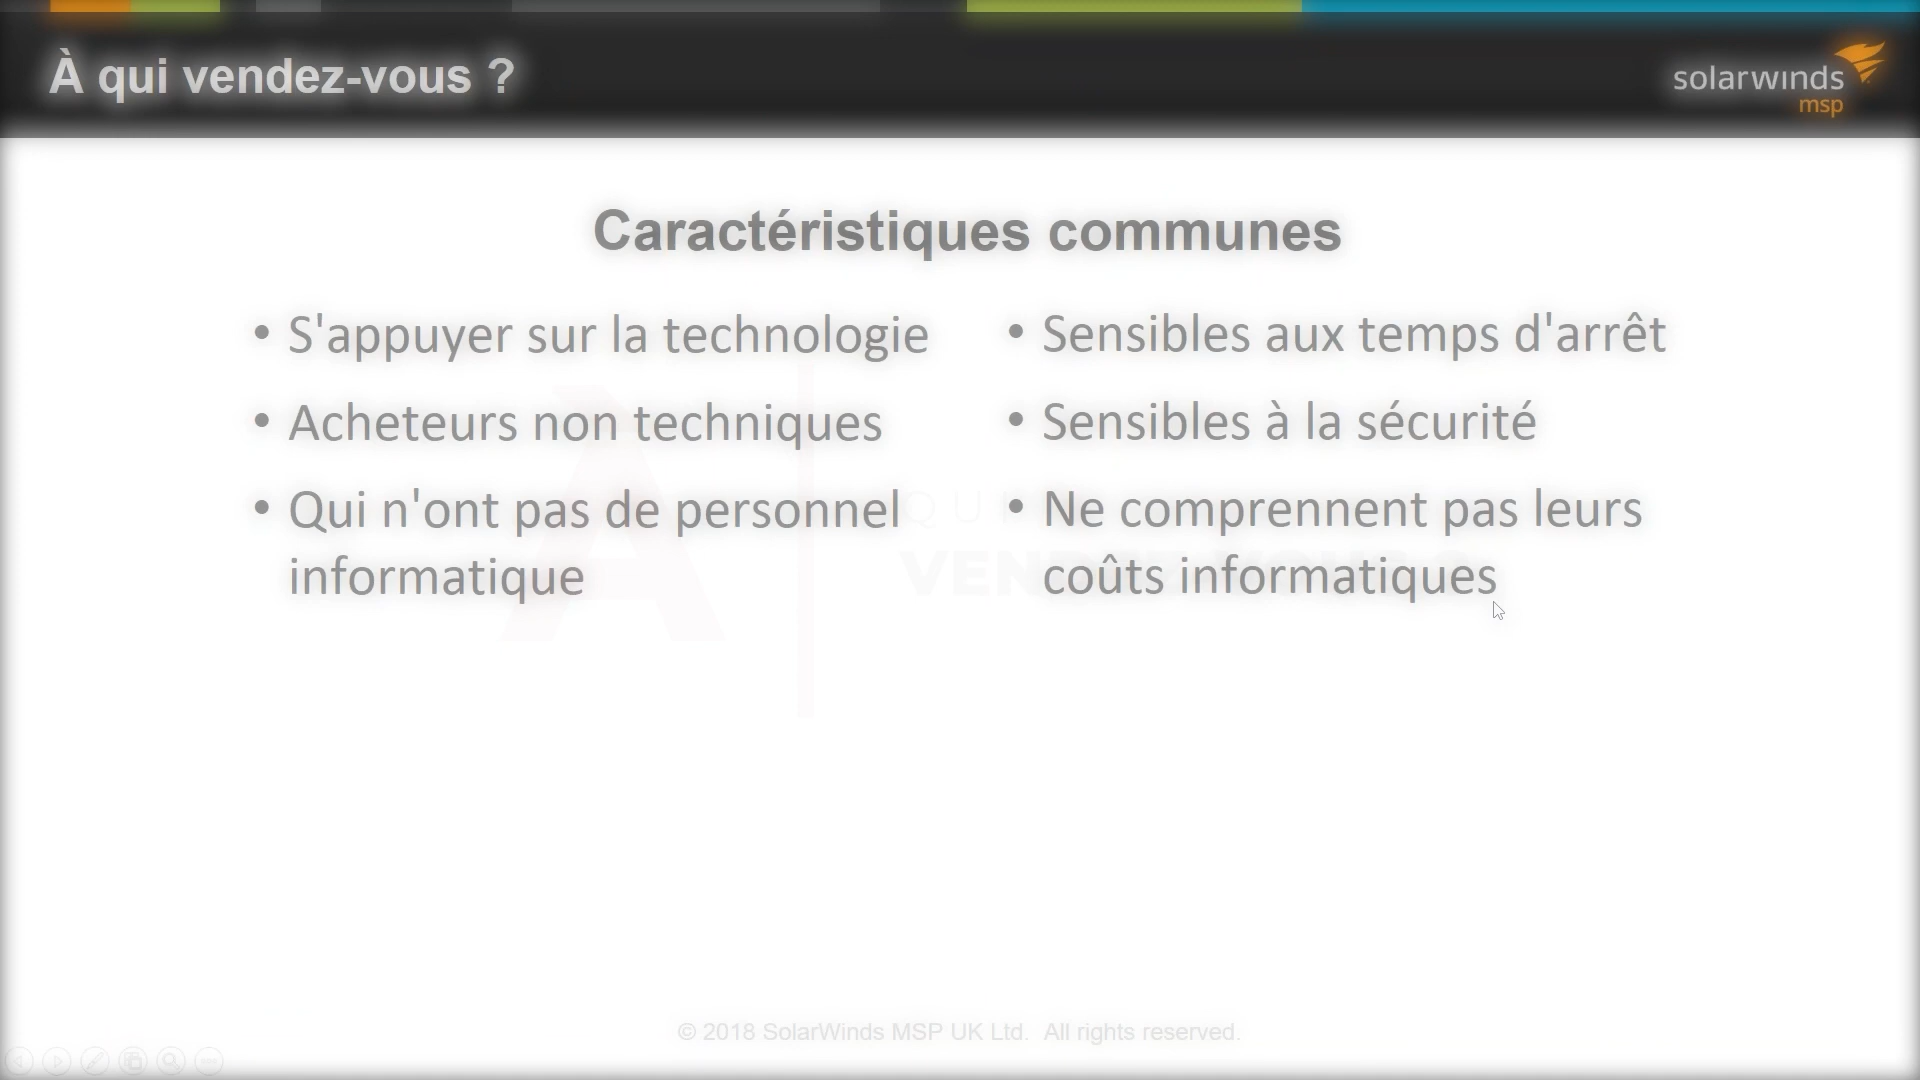 À qui vendez-vous ?
solarwinds
msp
Caractéristiques communes
• S'appuyer sur la technologie
• Acheteurs non techniques
• Qui n'ont pas de personnel
informatique
• Sensibles aux temps d'arrêt
• Sensibles à la sécurité
• Ne comprennent pas leurs
coûts informatiques
A
QUI
© 2018 SolarWinds MSP UK Ltd. All rights reserved.